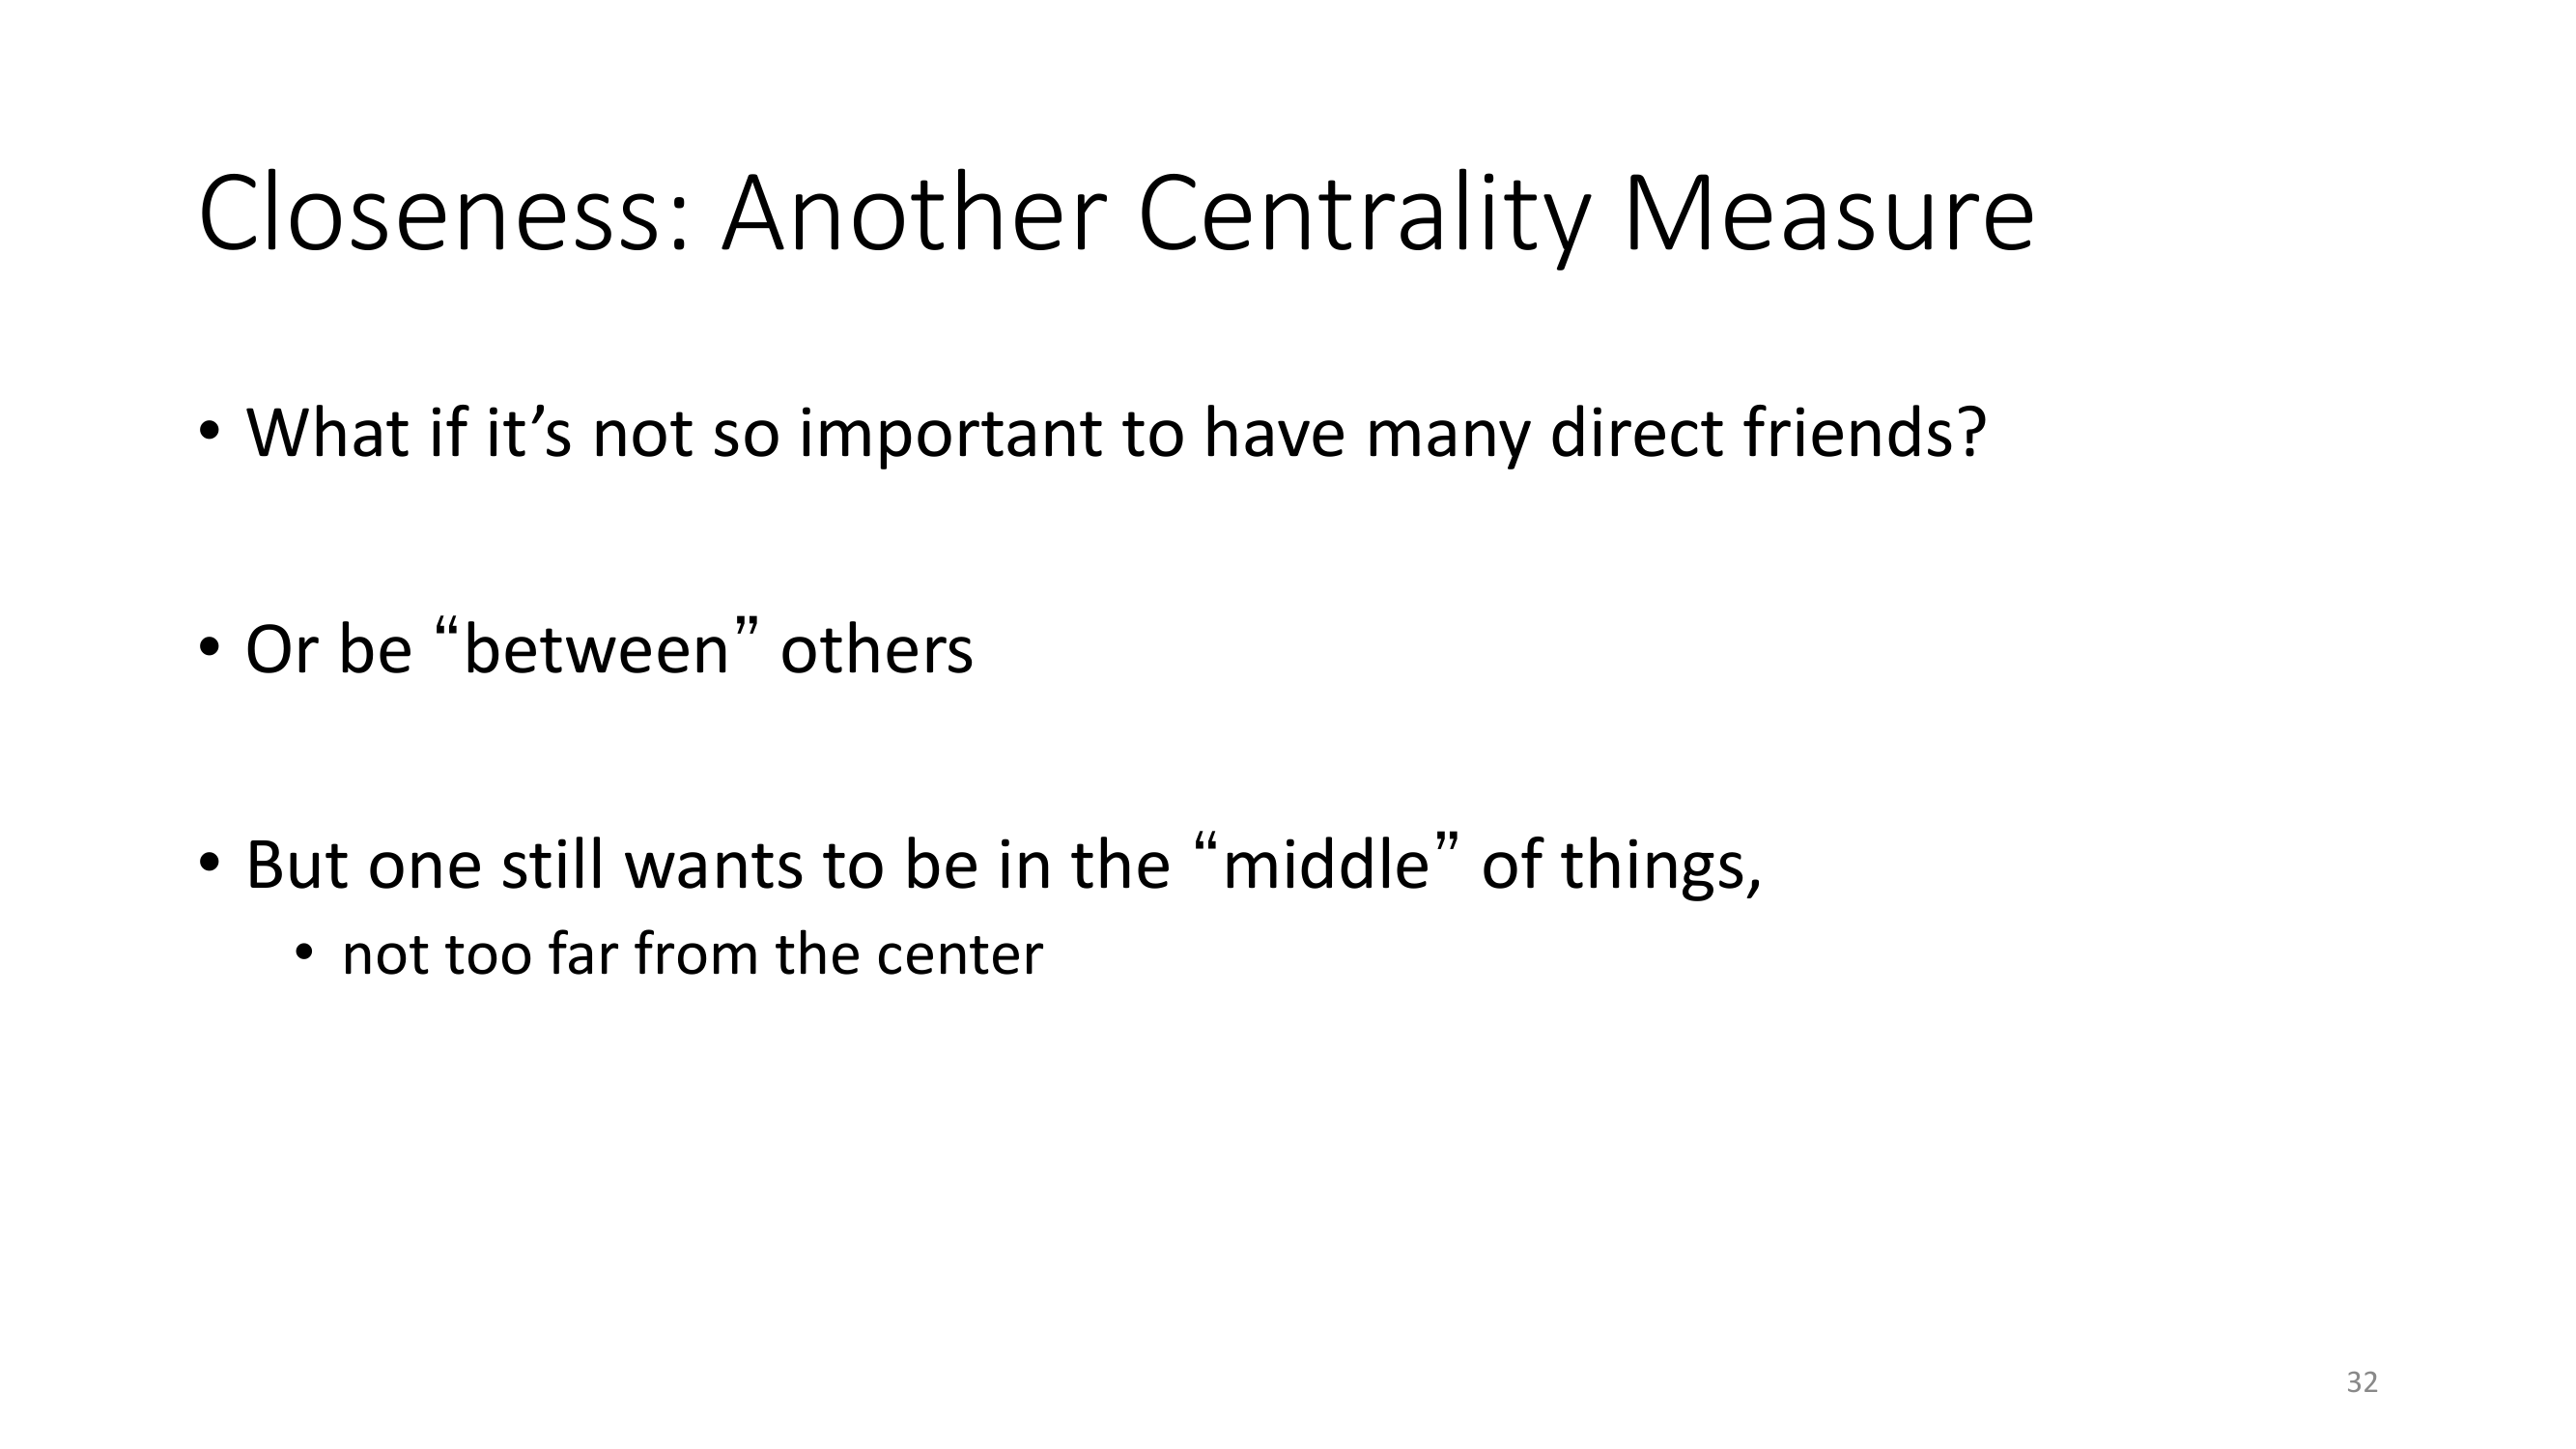 Closeness: Another Centrality Measure
• What if it’s not so important to have many direct friends?
• Or be “between” others
• But one still wants to be in the “middle” of things,
• not too far from the center
32